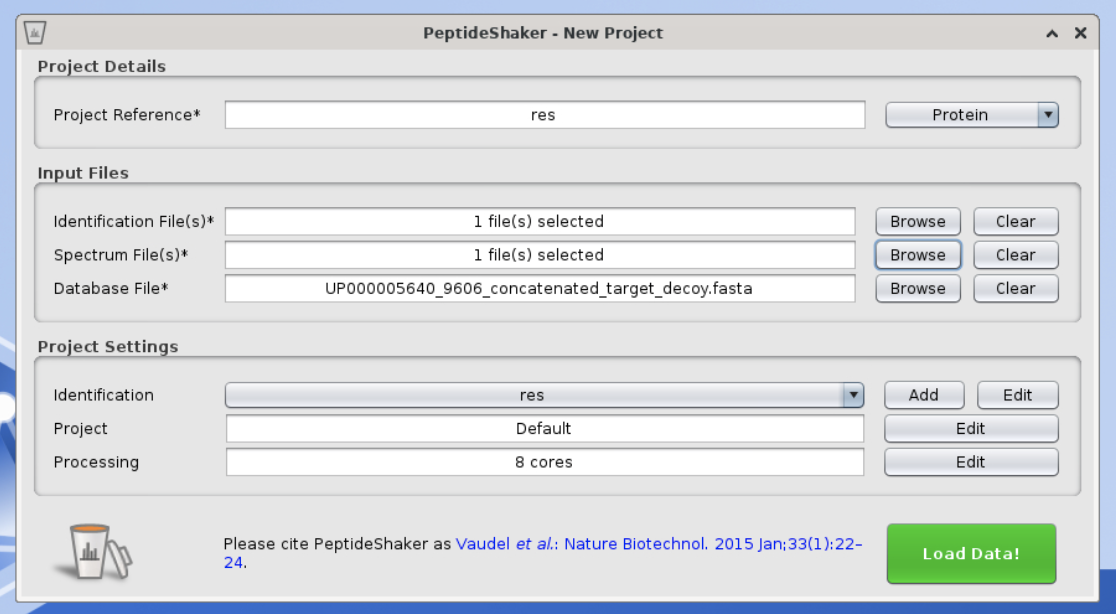 PeptideShaker - New Project
Project Details
Project Reference* res Protein
Input Files
Identification File(s)* 1 file(s) selected Browse Clear
Spectrum File(s)* 1 file(s) selected Browse Clear
Database File* UP000005640_9606_concatenated_target_decoy.fasta Browse Clear
Project Settings
Identification res Add Edit
Project Default Edit
Processing 8 cores Edit
Please cite PeptideShaker as Vaudel et al.: Nature Biotechnol. 2015 Jan;33(1):22–
24.
Load Data!